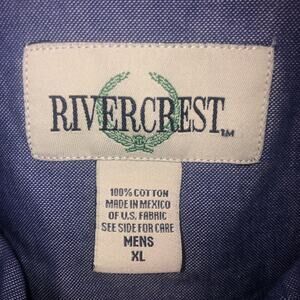 RIVERCREST TM
100% COTTON
MADE IN MEXICO
OF U.S. FABRIC
SEE SIDE FOR CARE
MENS
XL